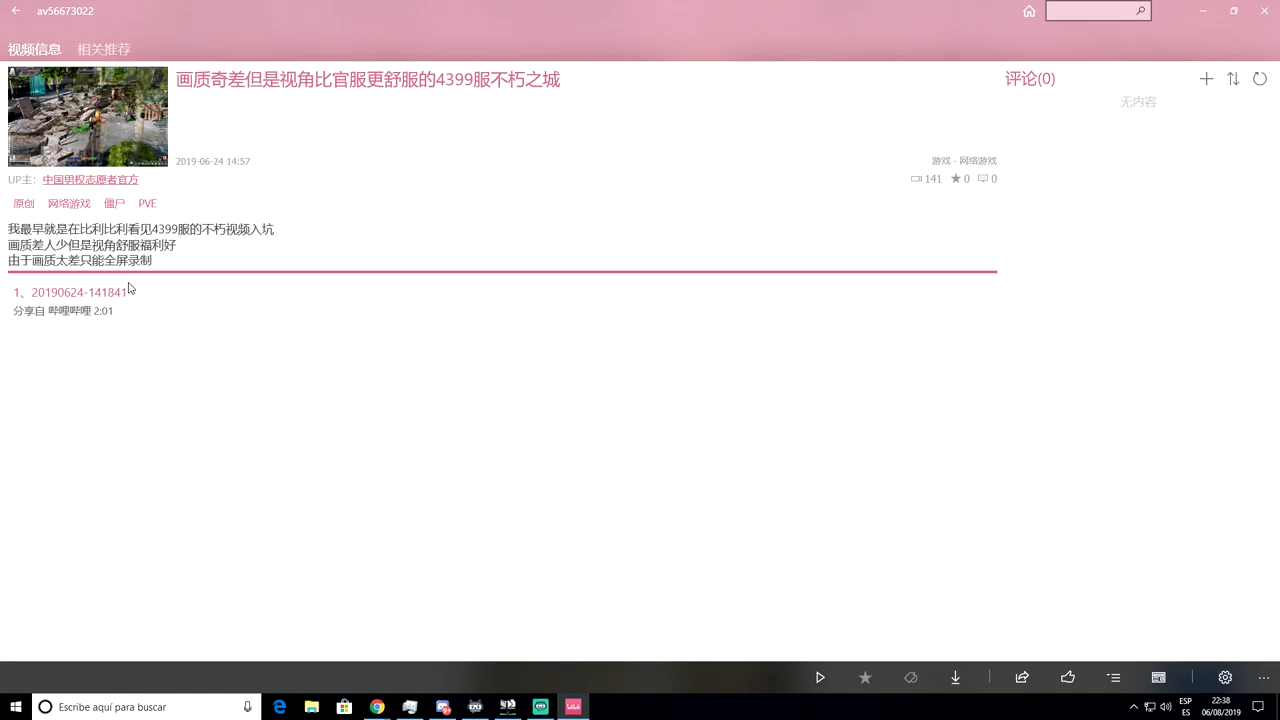 av56673022
视频信息 相关推荐
画质奇差但是视角比官服更舒服的4399服不朽之城
2019-06-24 14:57
游戏 - 网络游戏
UP主： 中国男权志愿者官方
141 0 0
原创 网络游戏 僵尸 PVE
我最早就是在比利比利看见4399服的不朽视频入坑
画质差人少但是视角舒服福利好
由于画质太差只能全屏录制
1、20190624-141841
分享自 哔哩哔哩 2:01
评论(0)
无内容
Escribe aquí para buscar
ESP
ES
22:38
06/08/2019